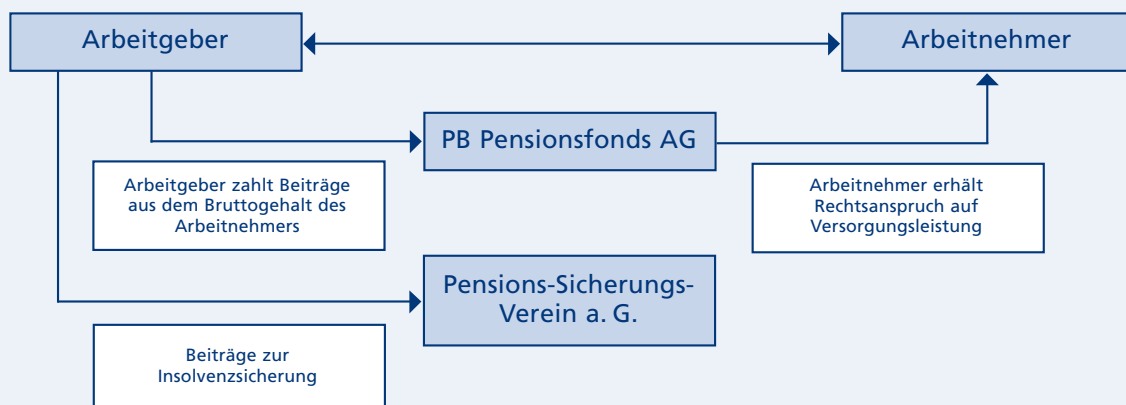 Arbeitgeber
Arbeitnehmer
PB Pensionsfonds AG
Arbeitgeber zahlt Beiträge
aus dem Bruttogehalt des
Arbeitnehmers
Arbeitnehmer erhält
Rechtsanspruch auf
Versorgungsleistung
Pensions-Sicherungs-
Verein a. G.
Beiträge zur
Insolvenzsicherung